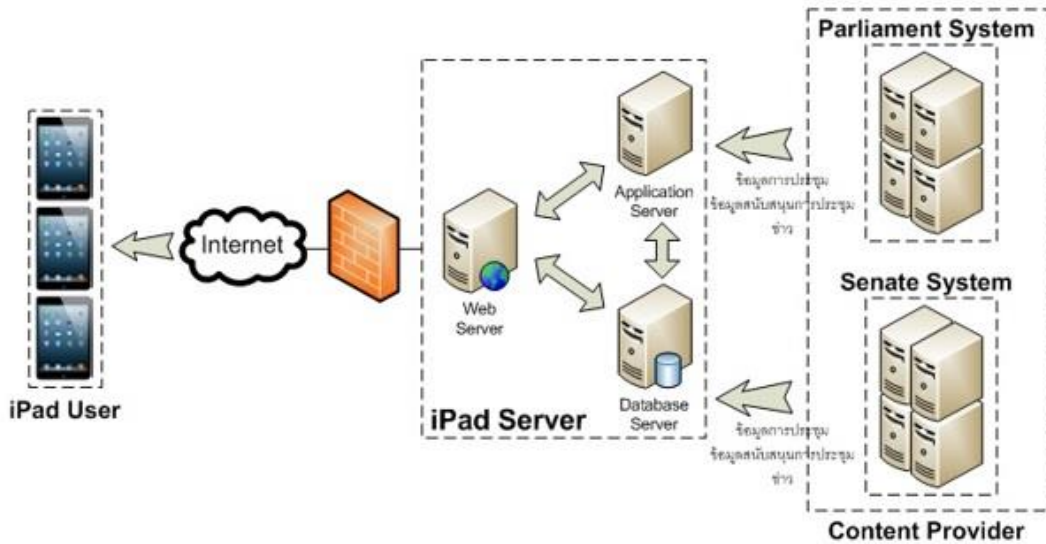 Parliament System
Internet
Web
Server
Application
Server
Database
Server
iPad Server
iPad User
ข้อมูลการประชุม
ข้อมูลสนับสนุนการประชุม
ข่าว
Senate System
ข้อมูลการประชุม
ข้อมูลสนับสนุนการประชุม
ข่าว
Content Provider